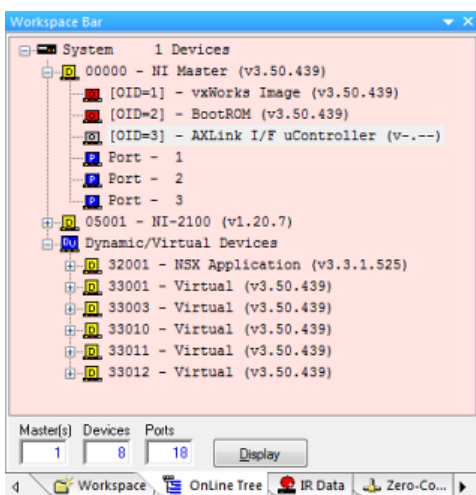 Workspace Bar
System 1 Devices
D 00000 - NI Master (v3.50.439)
[OID=1] - vxWorks Image (v3.50.439)
[OID=2] - BootROM (v3.50.439)
[OID=3] - AXLink I/F uController (v-.--)
P Port - 1
P Port - 2
P Port - 3
D 05001 - NI-2100 (v1.20.7)
DV Dynamic/Virtual Devices
D 32001 - NSX Application (v3.3.1.525)
D 33001 - Virtual (v3.50.439)
D 33003 - Virtual (v3.50.439)
D 33010 - Virtual (v3.50.439)
D 33011 - Virtual (v3.50.439)
D 33012 - Virtual (v3.50.439)
Master(s) Devices Ports
1 8 18 Display
Workspace OnLine Tree IR Data Zero-Co...